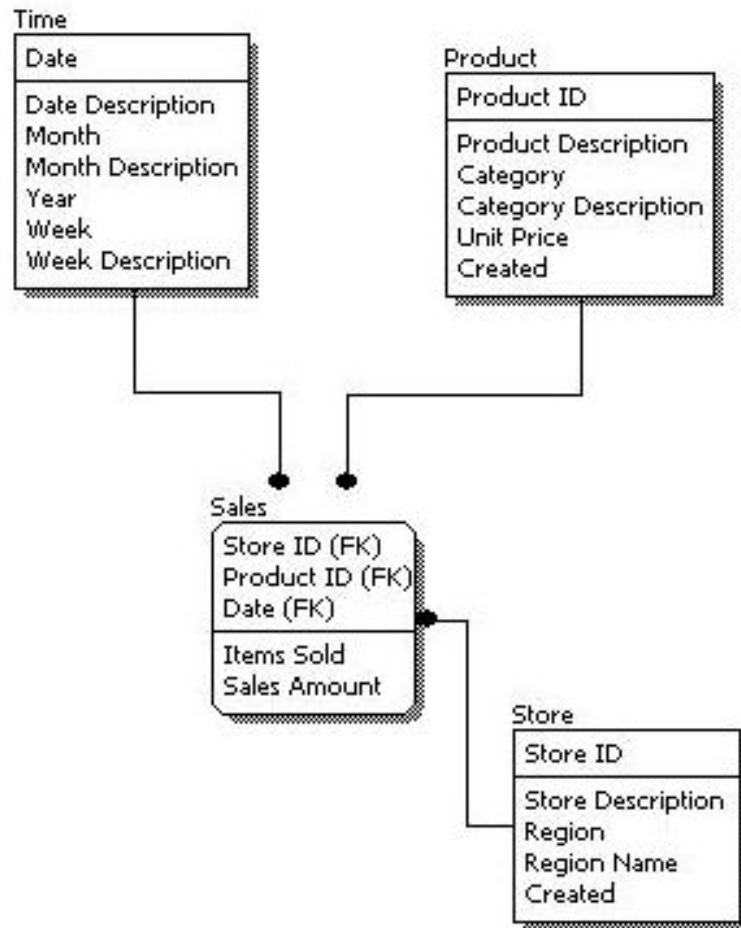 Time
Date
Date Description
Month
Month Description
Year
Week
Week Description
Product
Product ID
Product Description
Category
Category Description
Unit Price
Created
Sales
Store ID (FK)
Product ID (FK)
Date (FK)
Items Sold
Sales Amount
Store
Store ID
Store Description
Region
Region Name
Created